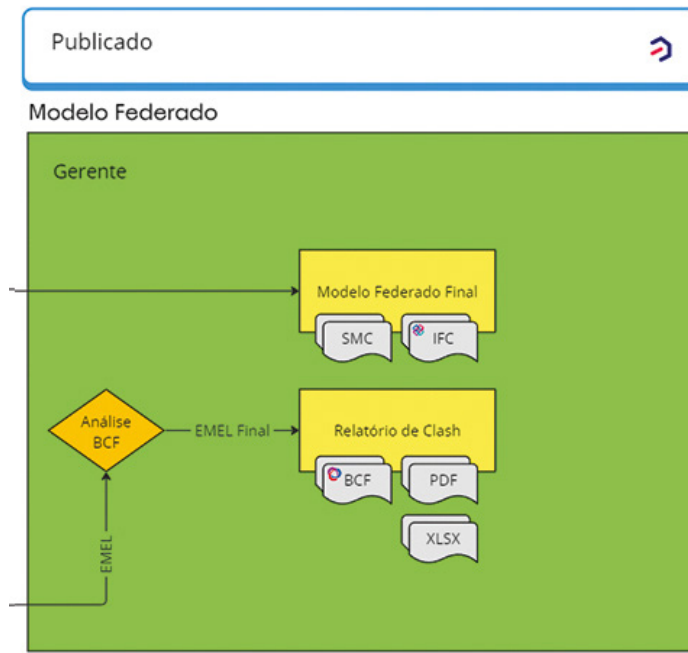 Publicado
Modelo Federado
Gerente
Modelo Federado Final
SMC
IFC
Análise
BCF
EMEL Final
Relatório de Clash
BCF
PDF
XLSX
EMEL